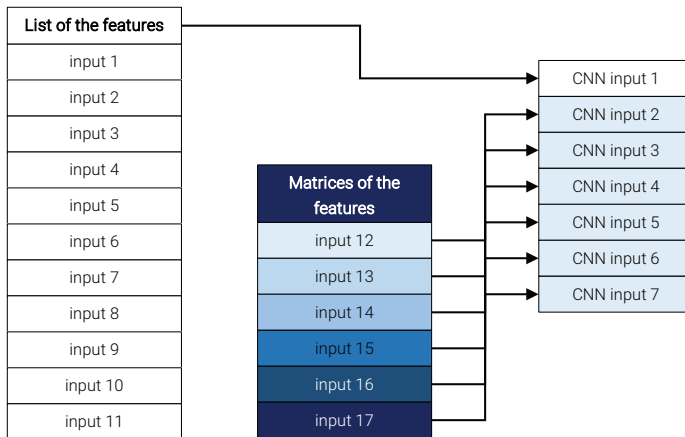 List of the features
input 1
input 2
input 3
input 4
input 5
input 6
input 7
input 8
input 9
input 10
input 11
Matrices of the
features
input 12
input 13
input 14
input 15
input 16
input 17
CNN input 1
CNN input 2
CNN input 3
CNN input 4
CNN input 5
CNN input 6
CNN input 7